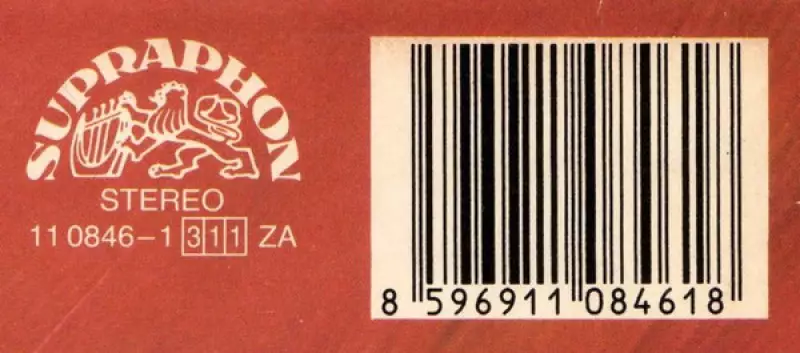 SUPRAPHON
STEREO
11 0846-1 311 ZA
8 596911 084618